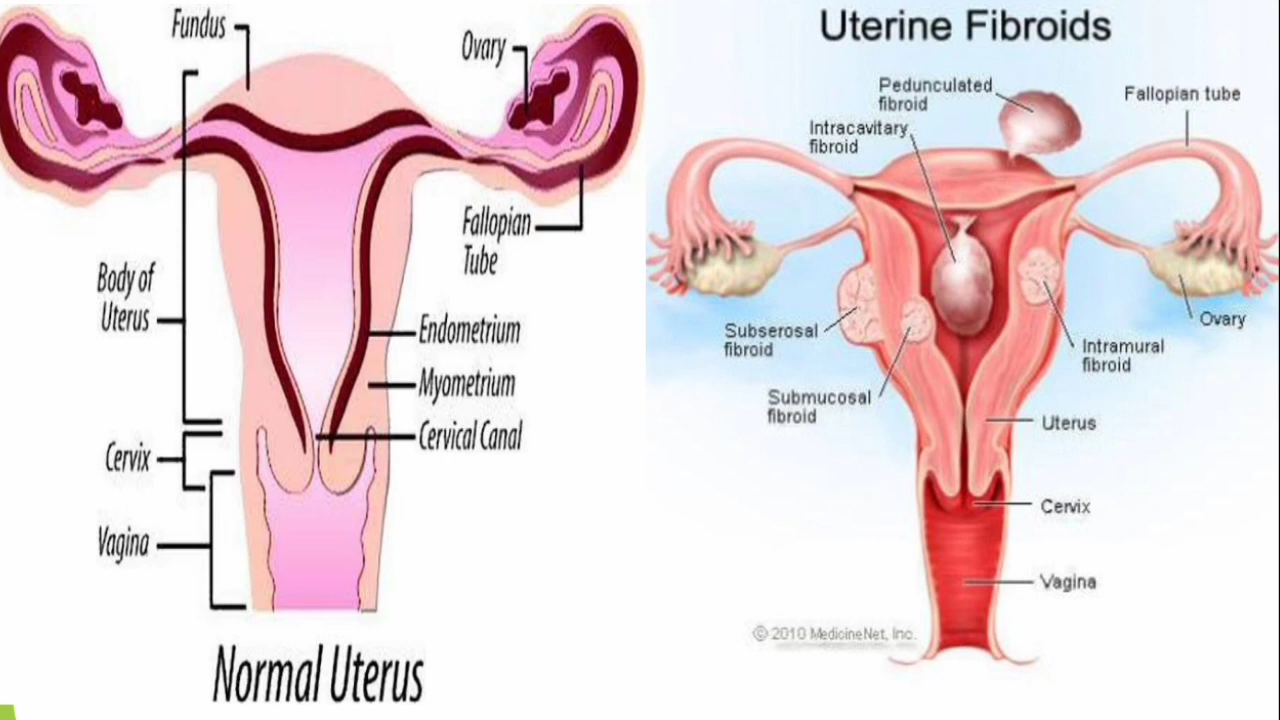 Fundus
Ovary
Fallopian
Tube
Body of
Uterus
Endometrium
Myometrium
Cervical Canal
Cervix
Vagina
Normal Uterus
Uterine Fibroids
Pedunculated
fibroid
Fallopian tube
Intracavitary
fibroid
Ovary
Subserosal
fibroid
Intramural
fibroid
Submucosal
fibroid
Uterus
Cervix
Vagina
© 2010 MedicineNet, Inc.